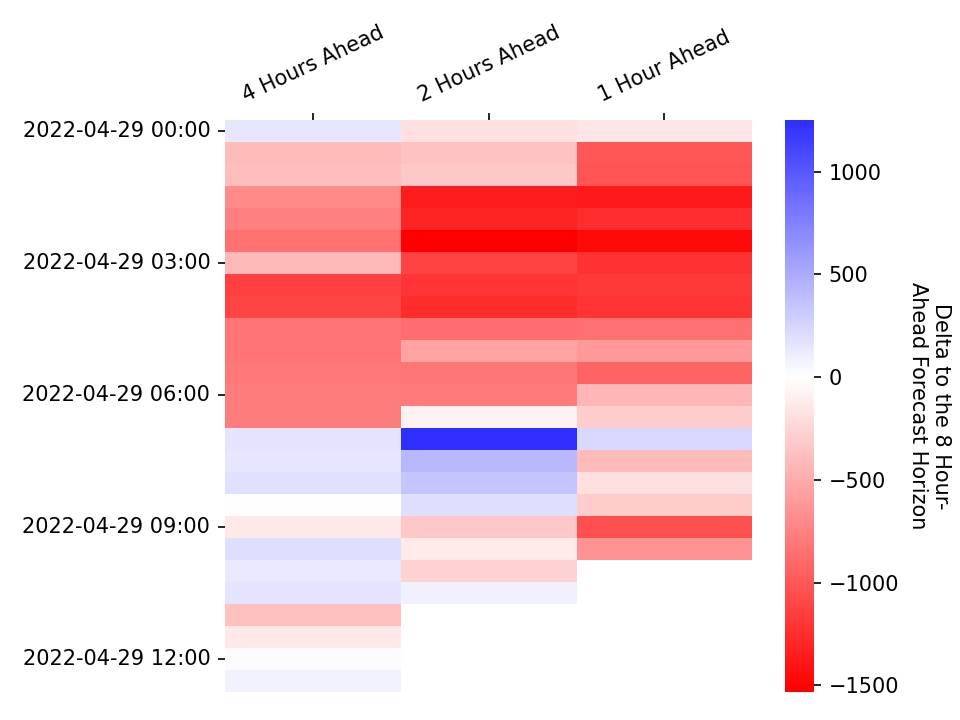 4 Hours Ahead
2 Hours Ahead
1 Hour Ahead
2022-04-29 00:00
2022-04-29 03:00
2022-04-29 06:00
2022-04-29 09:00
2022-04-29 12:00
1000
500
0
−500
−1000
−1500
Delta to the 8 Hour-
Ahead Forecast Horizon